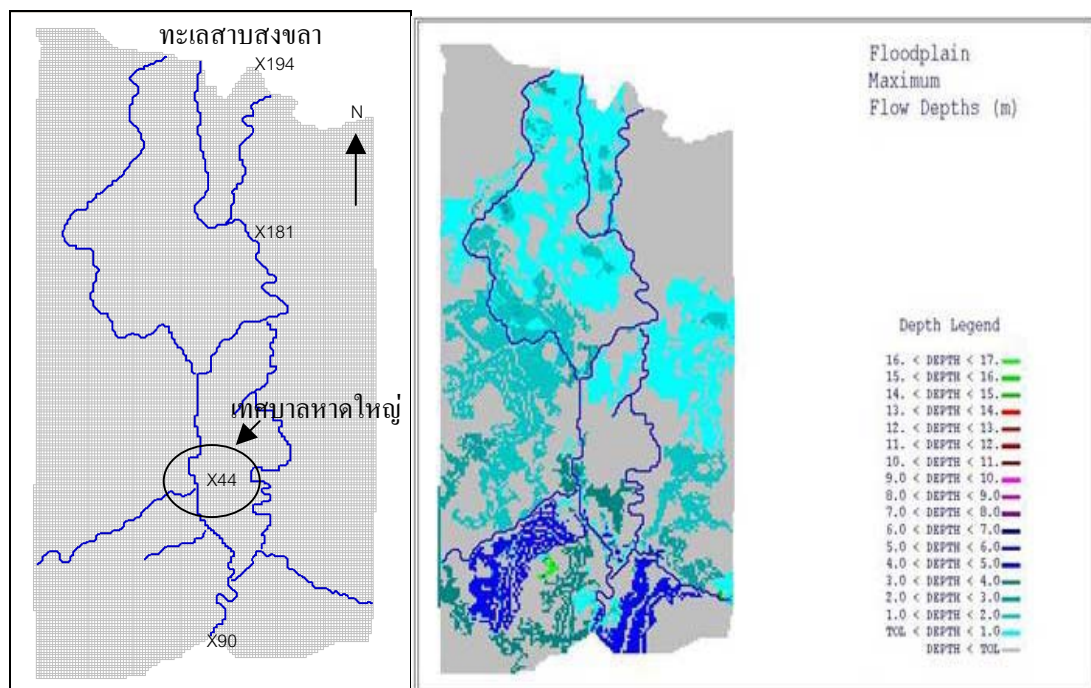 ทะเลสาบสงขลา
X194
N
X181
เทศบาลหาดใหญ่
X44
X90
Floodplain
Maximum
Flow Depths (m)
Depth Legend
16. < DEPTH < 17.
15. < DEPTH < 16.
14. < DEPTH < 15.
13. < DEPTH < 14.
12. < DEPTH < 13.
11. < DEPTH < 12.
10. < DEPTH < 11.
9.0 < DEPTH < 10.
8.0 < DEPTH < 9.0
7.0 < DEPTH < 8.0
6.0 < DEPTH < 7.0
5.0 < DEPTH < 6.0
4.0 < DEPTH < 5.0
3.0 < DEPTH < 4.0
2.0 < DEPTH < 3.0
1.0 < DEPTH < 2.0
TOL < DEPTH < 1.0
DEPTH < TOL